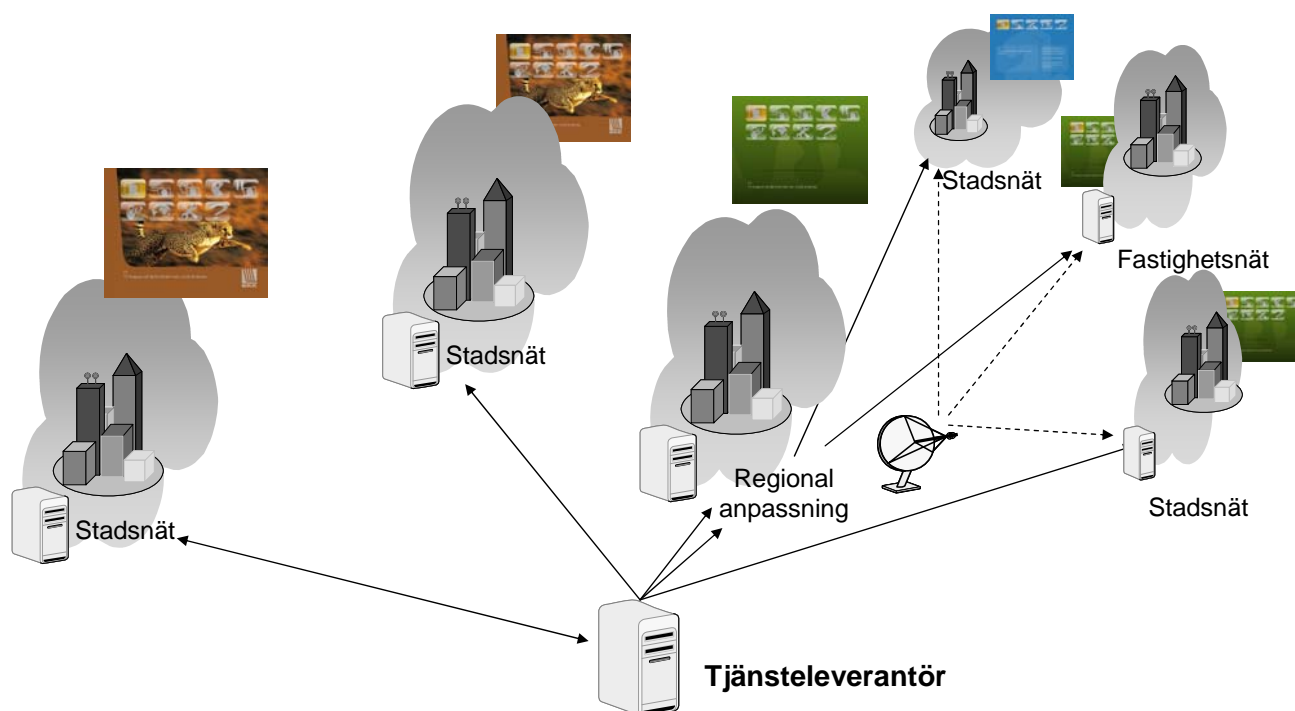 Stadsnät
Fastighetsnät
Stadsnät
Regional
anpassning
Stadsnät
Stadsnät
Tjänsteleverantör